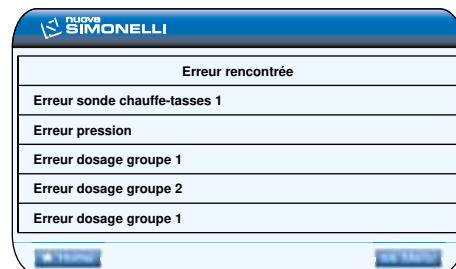 nuova
SIMONELLI
Erreur rencontrée
Erreur sonde chauffe-tasses 1
Erreur pression
Erreur dosage groupe 1
Erreur dosage groupe 2
Erreur dosage groupe 1
Home